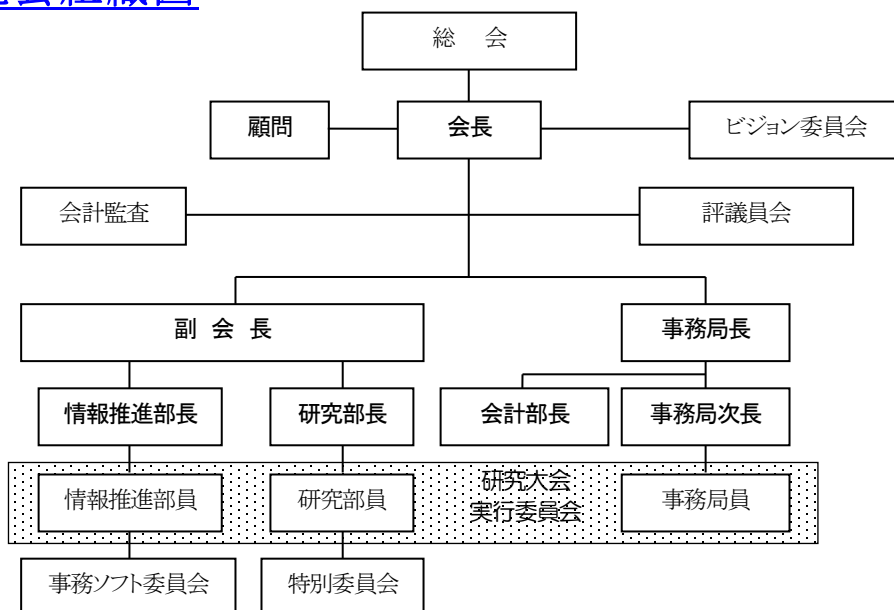 会組織図
総　会
顧問
会長
ビジョン委員会
会計監査
評議員会
副 会 長
事務局長
情報推進部長
研究部長
会計部長
事務局次長
情報推進部員
研究部員
研究大会
実行委員会
事務局員
事務ソフト委員会
特別委員会